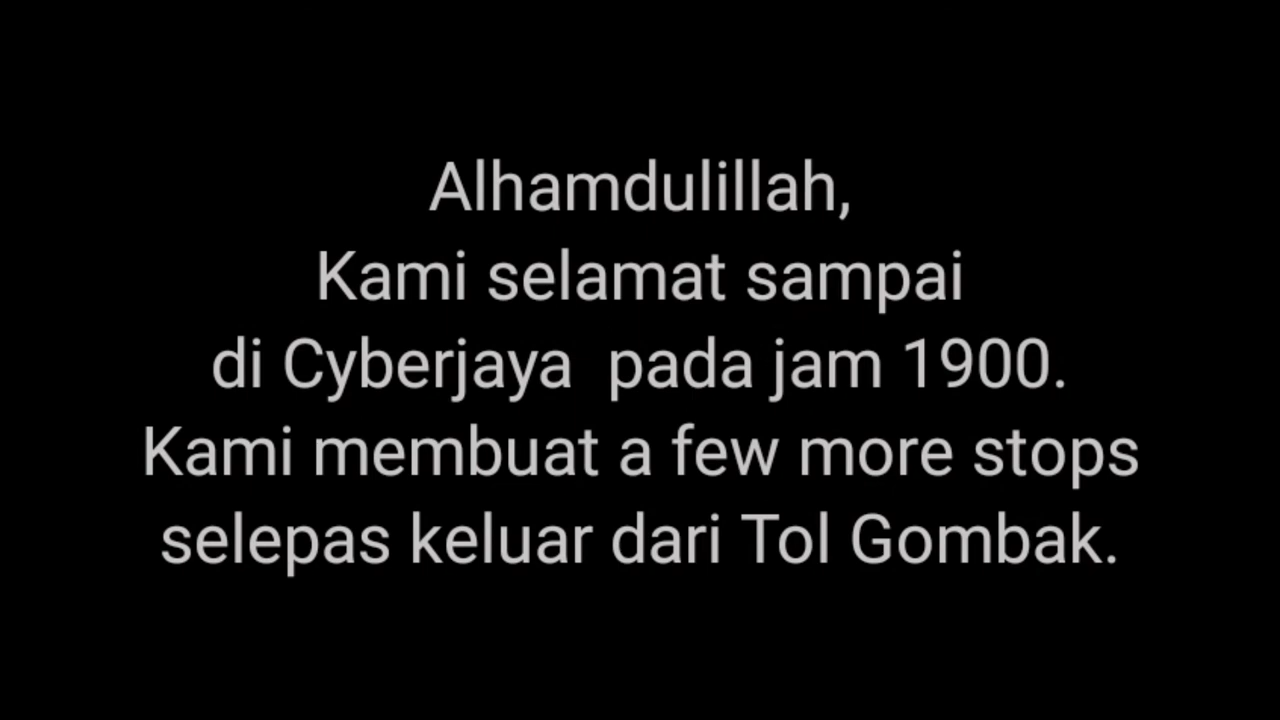 Alhamdulillah,
Kami selamat sampai
di Cyberjaya  pada jam 1900.
Kami membuat a few more stops
selepas keluar dari Tol Gombak.